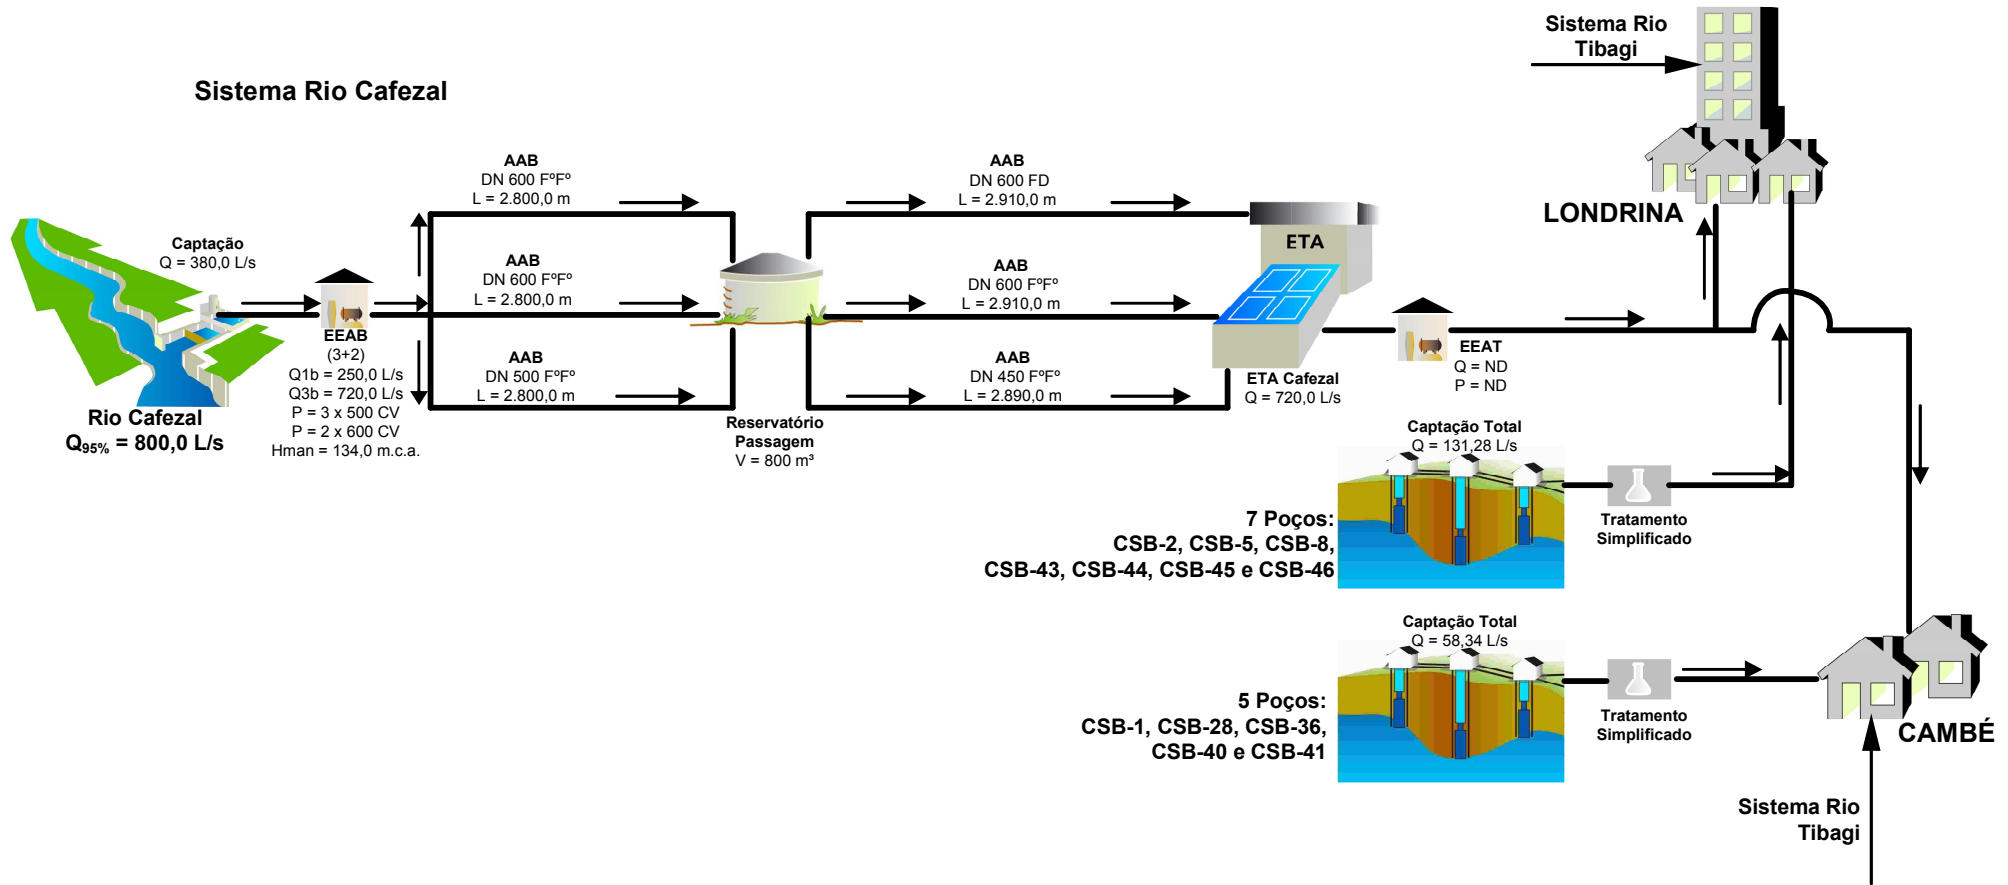 Sistema Rio Cafezal
Captação
Q = 380,0 L/s
Rio Cafezal
Q95% = 800,0 L/s
EEAB
(3+2)
Q1b = 250,0 L/s
Q3b = 720,0 L/s
P = 3 x 500 CV
P = 2 x 600 CV
Hman = 134,0 m.c.a.
AAB
DN 600 FºFº
L = 2.800,0 m
AAB
DN 600 FºFº
L = 2.800,0 m
AAB
DN 500 FºFº
L = 2.800,0 m
Reservatório
Passagem
V = 800 m³
AAB
DN 600 FD
L = 2.910,0 m
AAB
DN 600 FºFº
L = 2.910,0 m
AAB
DN 450 FºFº
L = 2.890,0 m
ETA
ETA Cafezal
Q = 720,0 L/s
EEAT
Q = ND
P = ND
Sistema Rio
Tibagi
LONDRINA
Captação Total
Q = 131,28 L/s
7 Poços:
CSB-2, CSB-5, CSB-8,
CSB-43, CSB-44, CSB-45 e CSB-46
Tratamento
Simplificado
Captação Total
Q = 58,34 L/s
5 Poços:
CSB-1, CSB-28, CSB-36,
CSB-40 e CSB-41
Tratamento
Simplificado
CAMBÉ
Sistema Rio
Tibagi